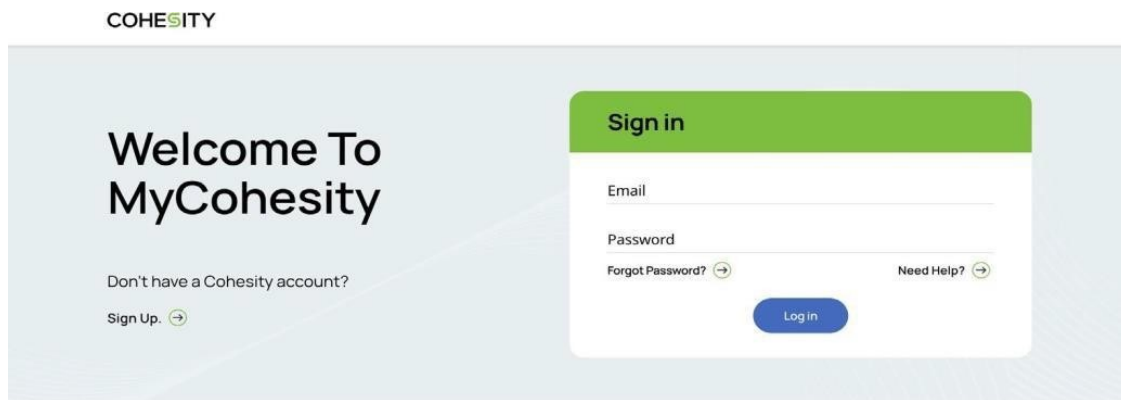 COHESITY
Welcome To
MyCohesity
Don't have a Cohesity account?
Sign Up.
Sign in
Email
Password
Forgot Password?
Need Help?
Log in